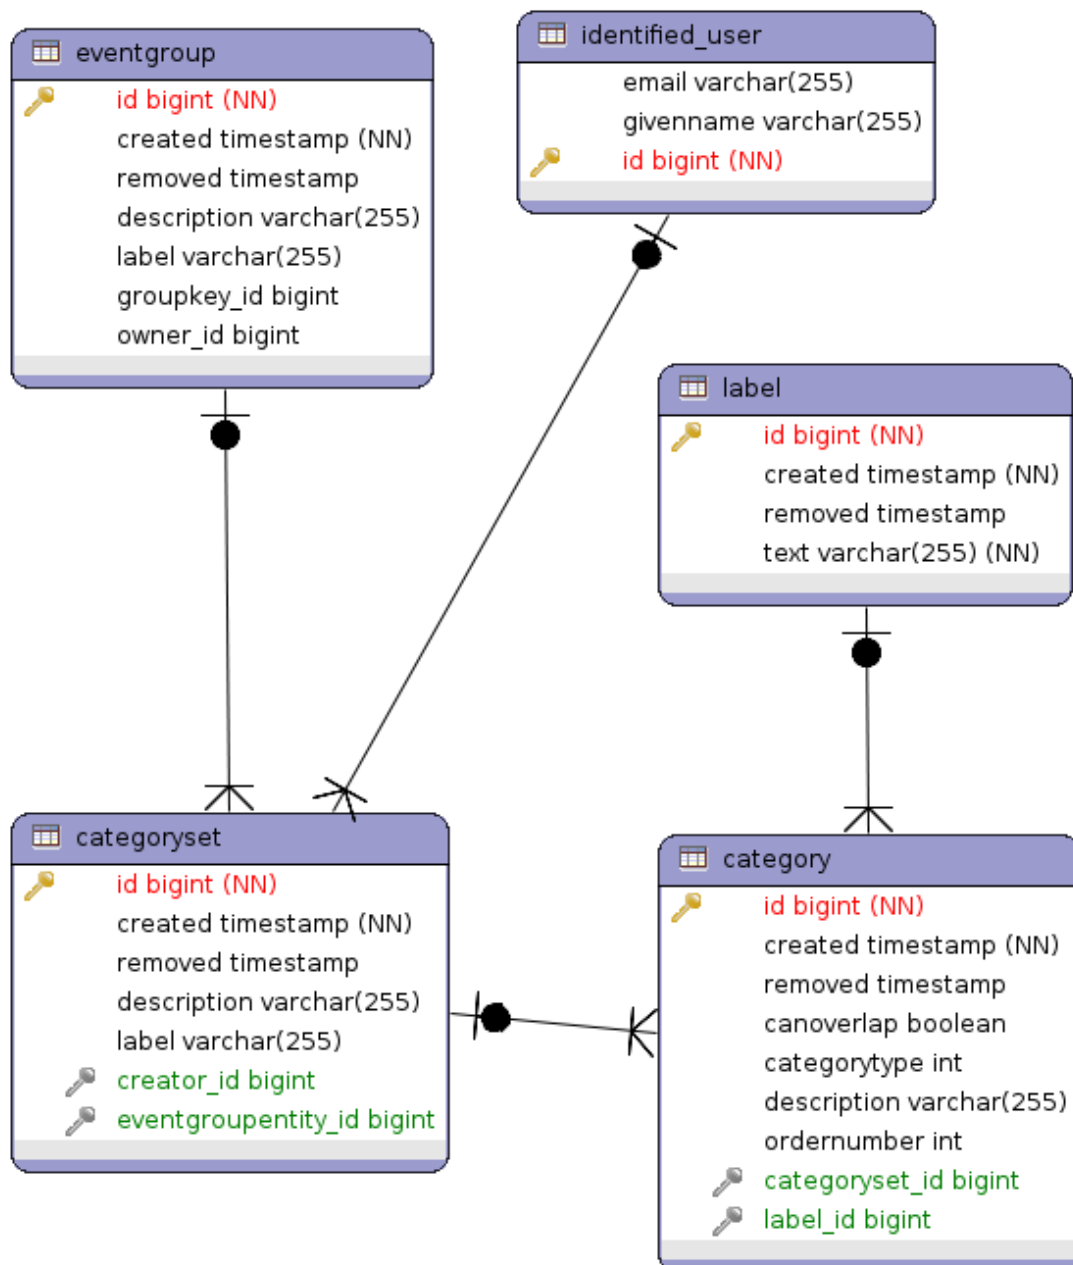 eventgroup
id bigint (NN)
created timestamp (NN)
removed timestamp
description varchar(255)
label varchar(255)
groupkey_id bigint
owner_id bigint
identified_user
email varchar(255)
givenname varchar(255)
id bigint (NN)
label
id bigint (NN)
created timestamp (NN)
removed timestamp
text varchar(255) (NN)
categoryset
id bigint (NN)
created timestamp (NN)
removed timestamp
description varchar(255)
label varchar(255)
creator_id bigint
eventgroupentity_id bigint
category
id bigint (NN)
created timestamp (NN)
removed timestamp
canoverlap boolean
categorytype int
description varchar(255)
ordernumber int
categoryset_id bigint
label_id bigint